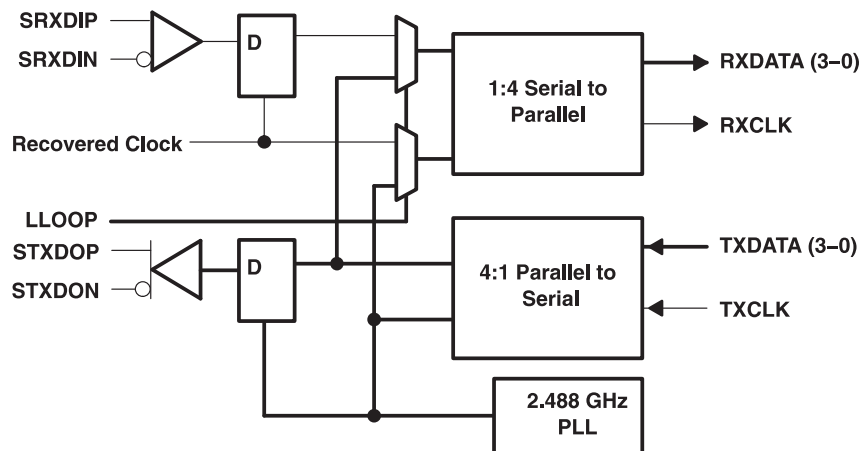 SRXDIP
SRXDIN
D
1:4 Serial to
Parallel
RXDATA (3–0)
RXCLK
Recovered Clock
LLOOP
STXDOP
STXDON
D
4:1 Parallel to
Serial
TXDATA (3–0)
TXCLK
2.488 GHz
PLL